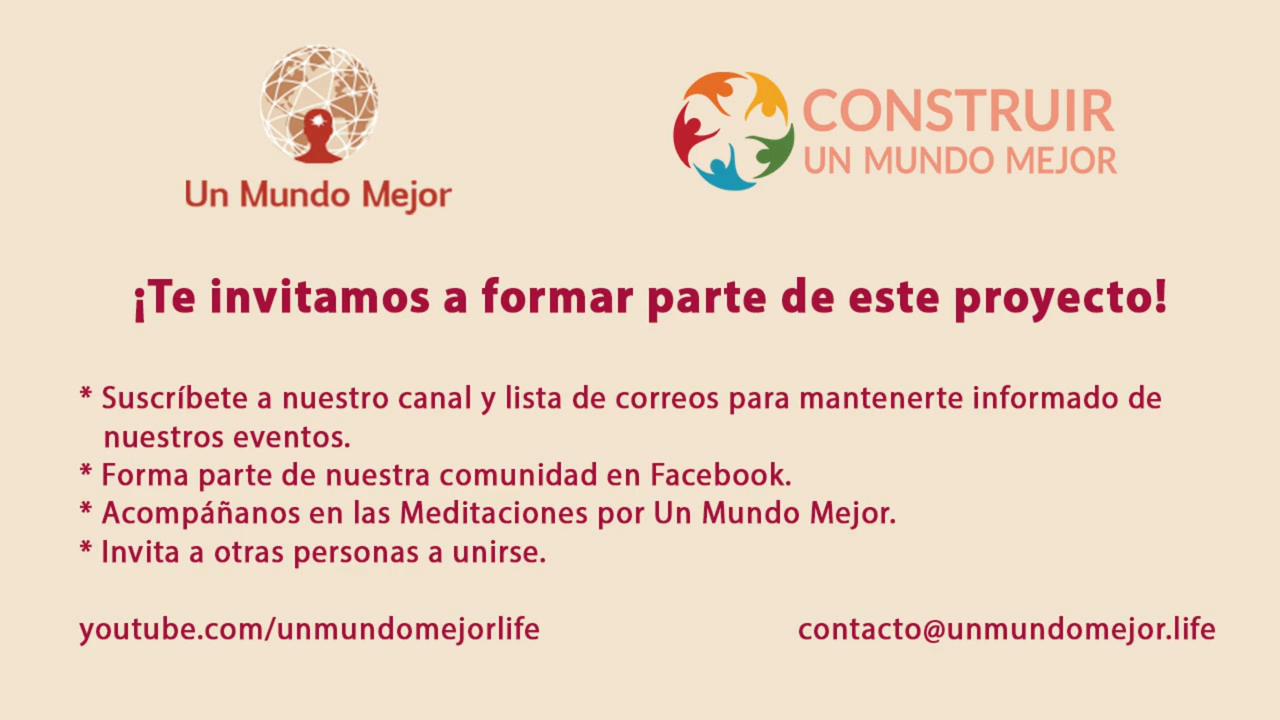 Un Mundo Mejor
CONSTRUIR
UN MUNDO MEJOR
¡Te invitamos a formar parte de este proyecto!
* Suscríbete a nuestro canal y lista de correos para mantenerte informado de
nuestros eventos.
* Forma parte de nuestra comunidad en Facebook.
* Acompáñanos en las Meditaciones por Un Mundo Mejor.
* Invita a otras personas a unirse.
youtube.com/unmundomejorlife
contacto@unmundomejor.life